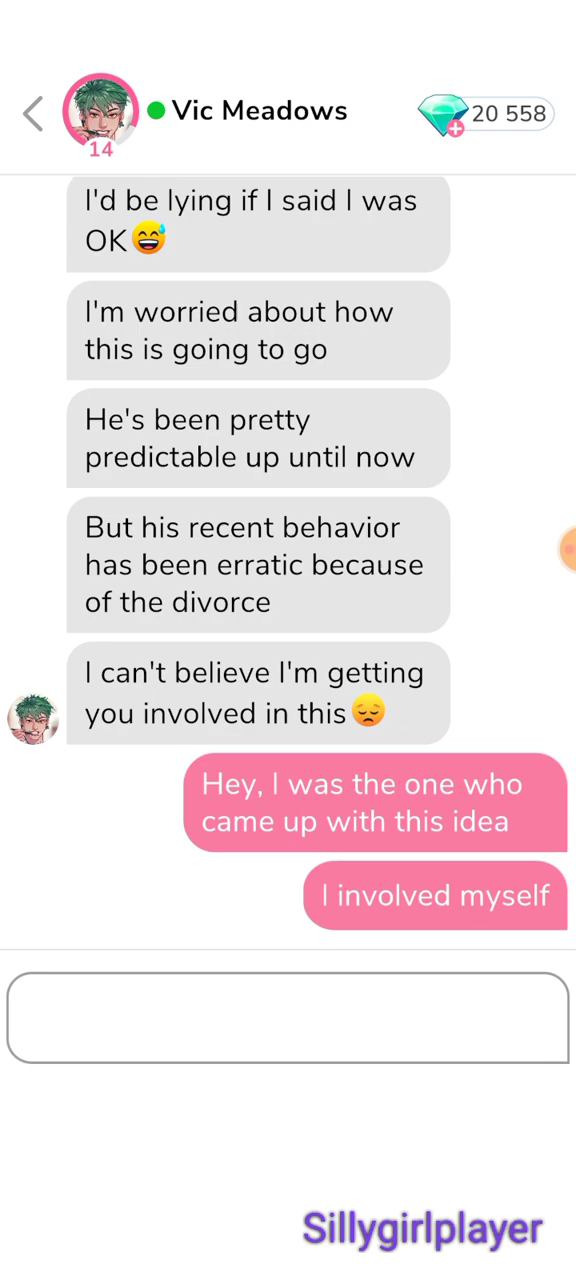 Vic Meadows
20 558
14
I'd be lying if I said I was
OK😅
I'm worried about how
this is going to go
He's been pretty
predictable up until now
But his recent behavior
has been erratic because
of the divorce
I can't believe I'm getting
you involved in this😞
Hey, I was the one who
came up with this idea
I involved myself
Sillygirlplayer